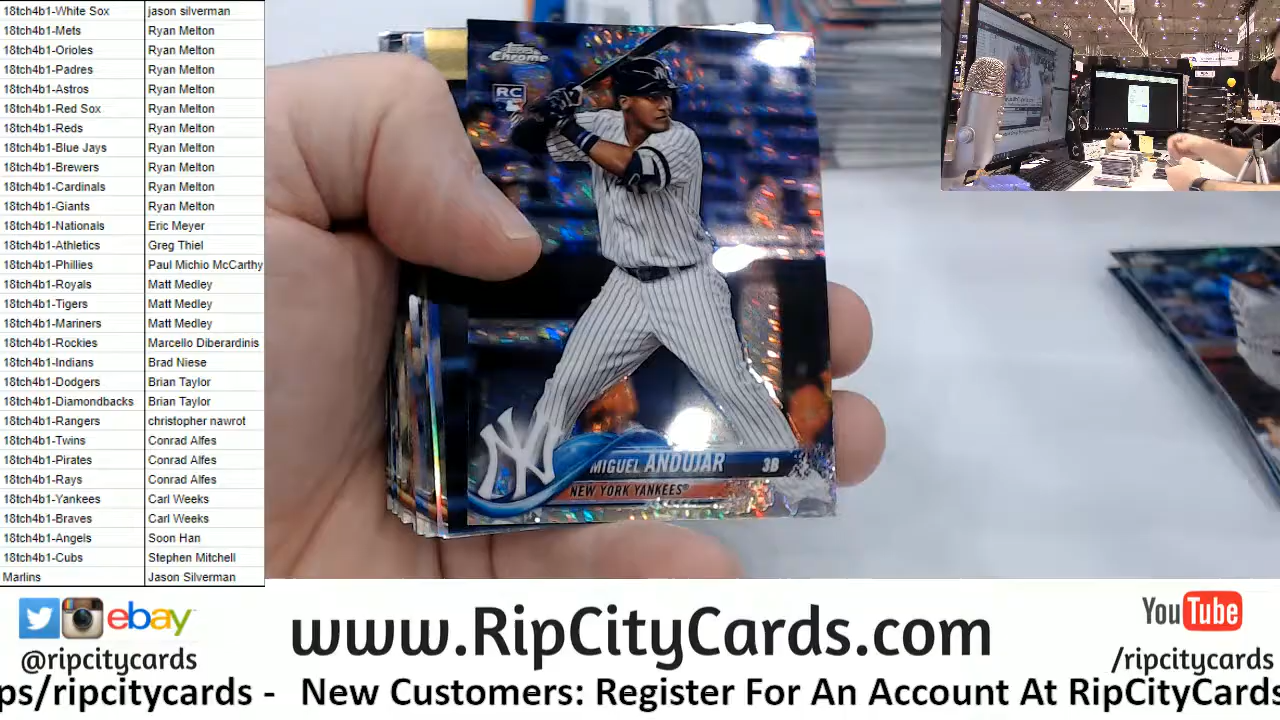 18tch4b1-White Sox jason silverman
18tch4b1-Mets Ryan Melton
18tch4b1-Orioles Ryan Melton
18tch4b1-Padres Ryan Melton
18tch4b1-Astros Ryan Melton
18tch4b1-Red Sox Ryan Melton
18tch4b1-Reds Ryan Melton
18tch4b1-Blue Jays Ryan Melton
18tch4b1-Brewers Ryan Melton
18tch4b1-Cardinals Ryan Melton
18tch4b1-Giants Ryan Melton
18tch4b1-Nationals Eric Meyer
18tch4b1-Athletics Greg Thiel
18tch4b1-Phillies Paul Michio McCarthy
18tch4b1-Royals Matt Medley
18tch4b1-Tigers Matt Medley
18tch4b1-Mariners Matt Medley
18tch4b1-Rockies Marcello Diberardinis
18tch4b1-Indians Brad Niese
18tch4b1-Dodgers Brian Taylor
18tch4b1-Diamondbacks Brian Taylor
18tch4b1-Rangers christopher nawrot
18tch4b1-Twins Conrad Alfes
18tch4b1-Pirates Conrad Alfes
18tch4b1-Rays Conrad Alfes
18tch4b1-Yankees Carl Weeks
18tch4b1-Braves Carl Weeks
18tch4b1-Angels Soon Han
18tch4b1-Cubs Stephen Mitchell
Marlins Jason Silverman
Topps
Chrome
RC
NY
MIGUEL ANDUJAR 3B
NEW YORK YANKEES®
ebay
@ripcitycards
www.RipCityCards.com
YouTube
/ripcitycards
ps/ripcitycards - New Customers: Register For An Account At RipCityCards